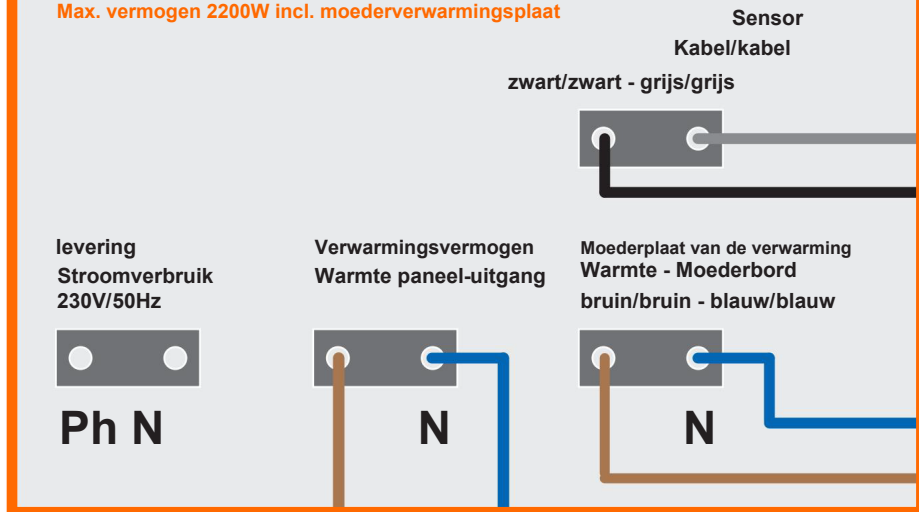 Max. vermogen 2200W incl. moederverwarmingsplaat
Sensor
Kabel/kabel
zwart/zwart - grijs/grijs
levering
Stroomverbruik
230V/50Hz
Verwarmingsvermogen
Warmte paneel-uitgang
Moederplaat van de verwarming
Warmte - Moederbord
bruin/bruin - blauw/blauw
Ph N
N
N